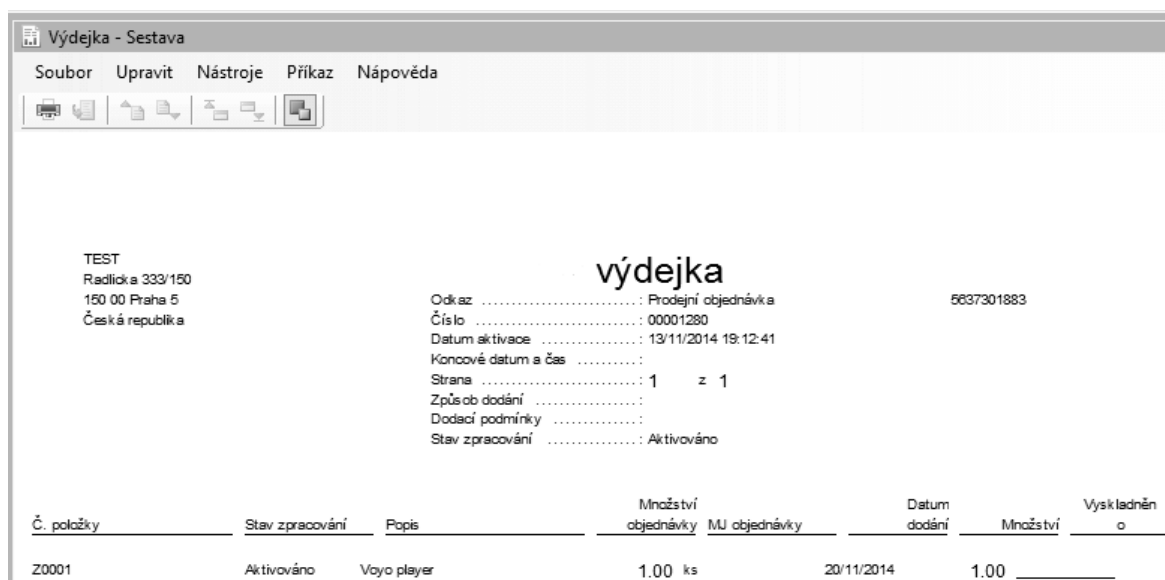 Výdejka - Sestava
Soubor Upravit Nástroje Příkaz Nápověda
TEST
Radlicka 333/150
150 00 Praha 5
Česká republika
výdejka
Odkaz ..........................: Prodejní objednávka 5637301883
Číslo ...........................: 00001280
Datum aktivace ................: 13/11/2014 19:12:41
Koncové datum a čas ..........:
Strana ..........................: 1 z 1
Způsob dodání .................:
Dodací podmínky ..............:
Stav zpracování ...............: Aktivováno
Množství Datum Vyskladněn
Č. položky Stav zpracování Popis objednávky MJ objednávky dodání Množství o
Z0001 Aktivováno Voyo player 1.00 ks 20/11/2014 1.00 ____________